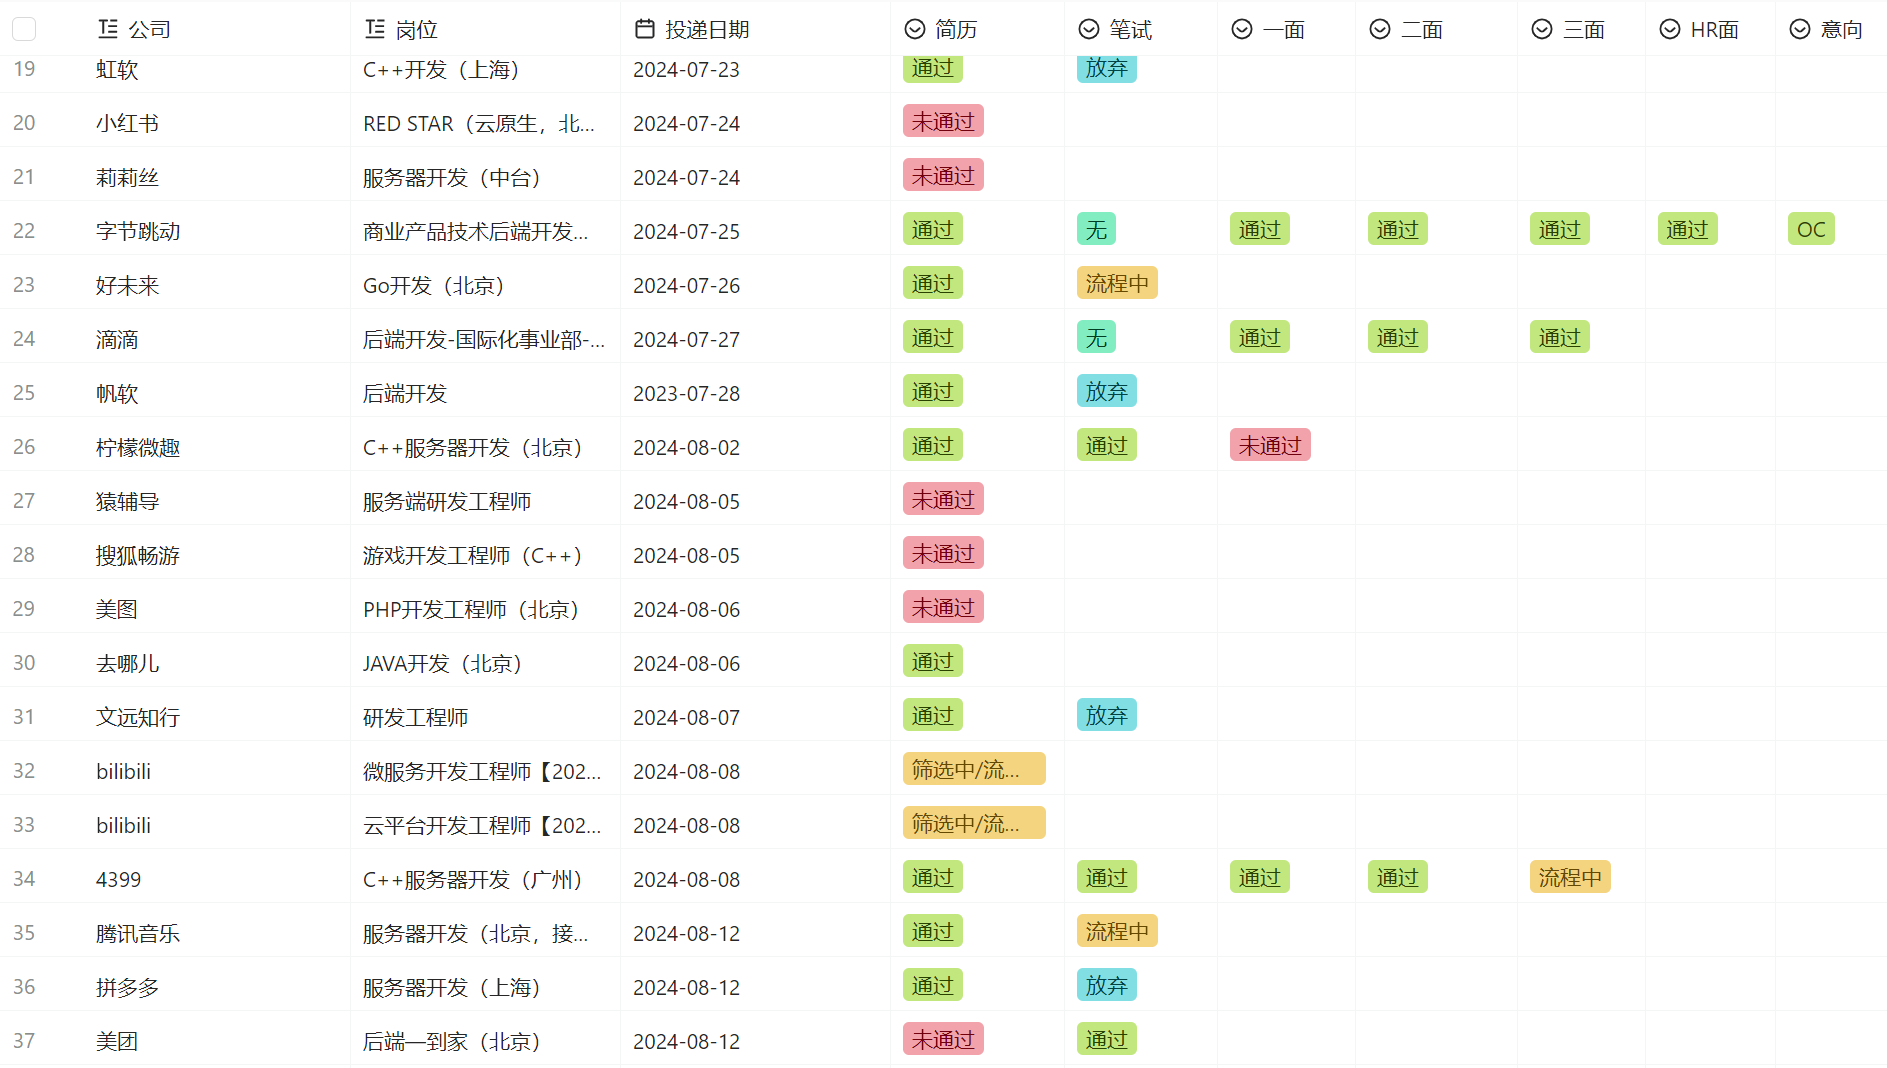 公司 岗位 投递日期 简历 笔试 一面 二面 三面 HR面 意向
19 虹软 C++开发（上海） 2024-07-23 通过 放弃
20 小红书 RED STAR（云原生，北... 2024-07-24 未通过
21 莉莉丝 服务器开发（中台） 2024-07-24 未通过
22 字节跳动 商业产品技术后端开发... 2024-07-25 通过 无 通过 通过 通过 通过 OC
23 好未来 Go开发（北京） 2024-07-26 通过 流程中
24 滴滴 后端开发-国际化事业部-... 2024-07-27 通过 无 通过 通过 通过
25 帆软 后端开发 2023-07-28 通过 放弃
26 柠檬微趣 C++服务器开发（北京） 2024-08-02 通过 通过 未通过
27 猿辅导 服务端研发工程师 2024-08-05 未通过
28 搜狐畅游 游戏开发工程师（C++） 2024-08-05 未通过
29 美图 PHP开发工程师（北京） 2024-08-06 未通过
30 去哪儿 JAVA开发（北京） 2024-08-06 通过
31 文远知行 研发工程师 2024-08-07 通过 放弃
32 bilibili 微服务开发工程师【202... 2024-08-08 筛选中/流...
33 bilibili 云平台开发工程师【202... 2024-08-08 筛选中/流...
34 4399 C++服务器开发（广州） 2024-08-08 通过 通过 通过 通过 流程中
35 腾讯音乐 服务器开发（北京，接... 2024-08-12 通过 流程中
36 拼多多 服务器开发（上海） 2024-08-12 通过 放弃
37 美团 后端—到家（北京） 2024-08-12 未通过 通过